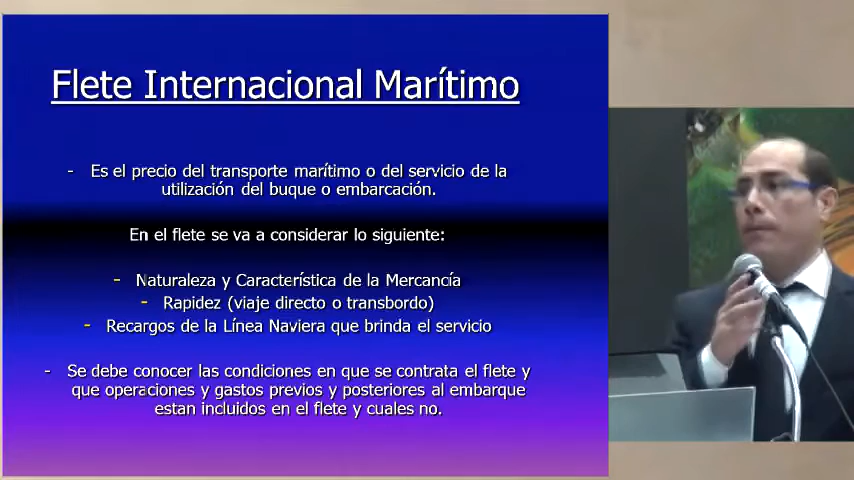 Flete Internacional Marítimo
- Es el precio del transporte marítimo o del servicio de la
utilización del buque o embarcación.
En el flete se va a considerar lo siguiente:
- Naturaleza y Característica de la Mercancía
- Rapidez (viaje directo o transbordo)
- Recargos de la Línea Naviera que brinda el servicio
- Se debe conocer las condiciones en que se contrata el flete y
que operaciones y gastos previos y posteriores al embarque
estan incluidos en el flete y cuales no.